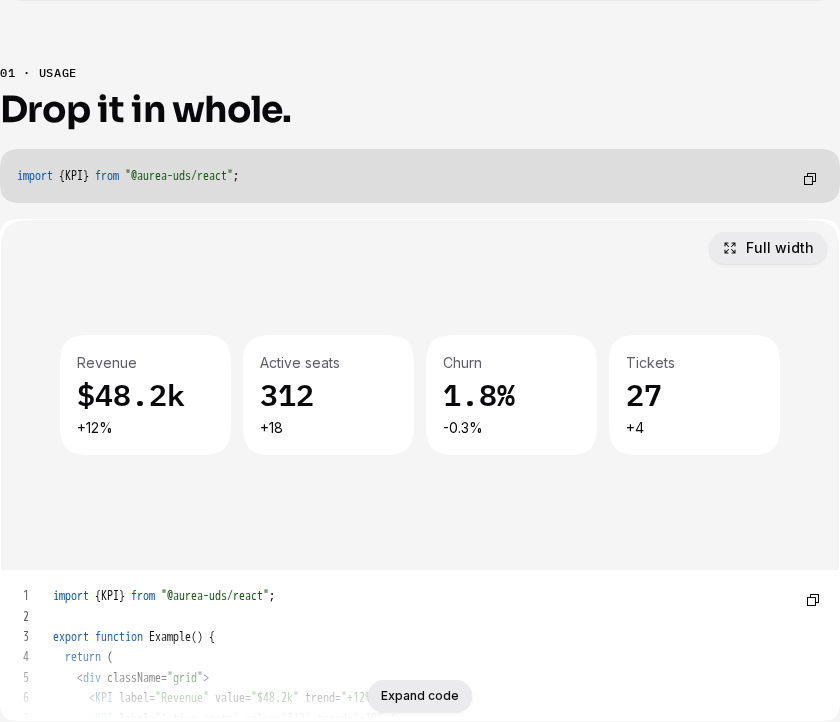 01 · USAGE
Drop it in whole.
import {KPI} from "@aurea-uds/react";
Full width
Revenue
$48.2k
+12%
Active seats
312
+18
Churn
1.8%
-0.3%
Tickets
27
+4
1 import {KPI} from "@aurea-uds/react";
2
3 export function Example() {
4 return (
5 <div className="grid">
6 <KPI label="Revenue" value="$48.2k" trend="+12%
Expand code